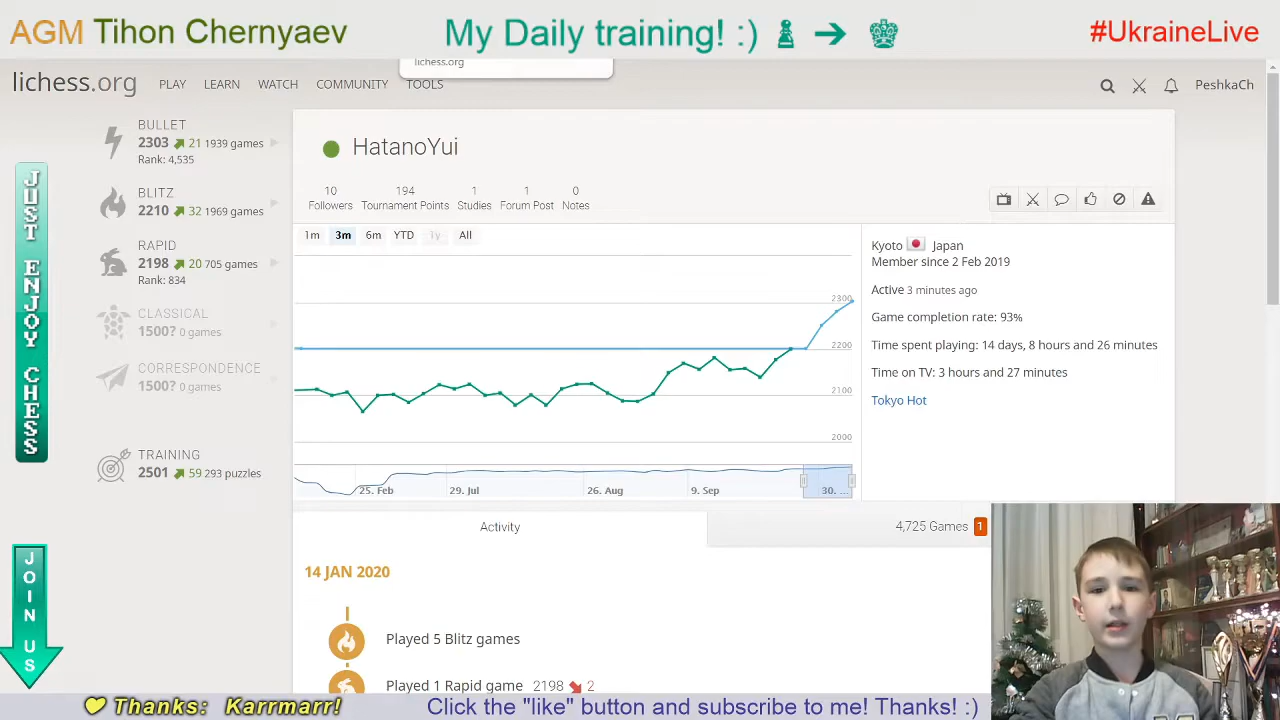 AGM Tihon Chernyaev
My Daily training! :)
#UkraineLive
lichess.org
PLAY LEARN WATCH COMMUNITY TOOLS
lichess.org
PeshkaCh
JUST ENJOY CHESS
JOIN US
BULLET
2303 21 1939 games
Rank: 4,535
BLITZ
2210 32 1969 games
RAPID
2198 20 705 games
Rank: 834
CLASSICAL
1500? 0 games
CORRESPONDENCE
1500? 0 games
TRAINING
2501 59 293 puzzles
HatanoYui
10 194 1 1 0
Followers Tournament Points Studies Forum Post Notes
1m 3m 6m YTD 1y All
2300
2200
2100
2000
25. Feb 29. Jul 26. Aug 9. Sep 30. ...
Kyoto Japan
Member since 2 Feb 2019
Active 3 minutes ago
Game completion rate: 93%
Time spent playing: 14 days, 8 hours and 26 minutes
Time on TV: 3 hours and 27 minutes
Tokyo Hot
Activity
4,725 Games 1
14 JAN 2020
Played 5 Blitz games
Played 1 Rapid game 2198 2
Thanks: Karrmarr!
Click the "like" button and subscribe to me! Thanks! :)